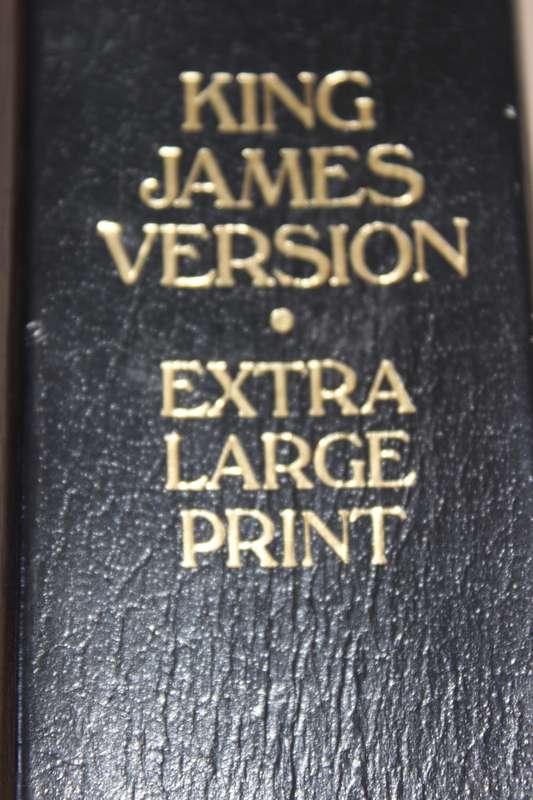 KING
JAMES
VERSION
•
EXTRA
LARGE
PRINT